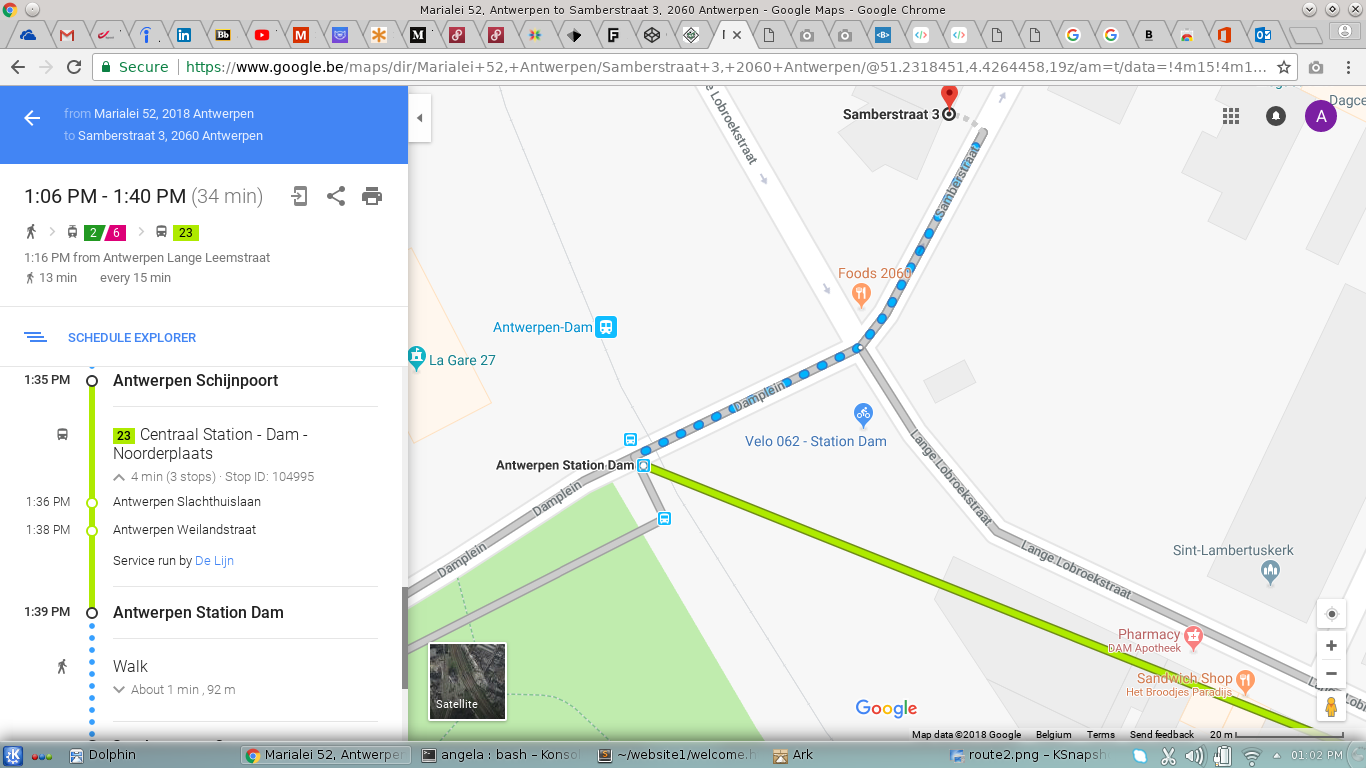 Marialei 52, Antwerpen to Samberstraat 3, 2060 Antwerpen - Google Maps - Google Chrome
Secure
https://www.google.be/maps/dir/Marialei+52,+Antwerpen/Samberstraat+3,+2060+Antwerpen/@51.2318451,4.4264458,19z/am=t/data=!4m15!4m1...
from Marialei 52, 2018 Antwerpen
to Samberstraat 3, 2060 Antwerpen
1:06 PM - 1:40 PM (34 min)
2 6 23
1:16 PM from Antwerpen Lange Leemstraat
13 min every 15 min
SCHEDULE EXPLORER
1:35 PM Antwerpen Schijnpoort
23 Centraal Station - Dam -
Noorderplaats
4 min (3 stops) · Stop ID: 104995
1:36 PM Antwerpen Slachthuislaan
1:38 PM Antwerpen Weilandstraat
Service run by De Lijn
1:39 PM Antwerpen Station Dam
Walk
About 1 min , 92 m
Lobroekstraat
Samberstraat 3
Samberstraat
Dagce
A
Foods 2060
Antwerpen-Dam
La Gare 27
Damplein
Velo 062 - Station Dam
Antwerpen Station Dam
Damplein
Damplein
Lange Lobroekstraat
Lange Lobroekstraat
Sint-Lambertuskerk
Pharmacy
DAM Apotheek
Sandwich Shop
Het Broodjes Paradijs
Satellite
Google
Map data ©2018 Google Belgium Terms Send feedback 20 m
Dolphin
Marialei 52, Antwerpen
angela : bash – Konso
~/website1/welcome.h
Ark
route2.png – KSnapsh
01:02 PM